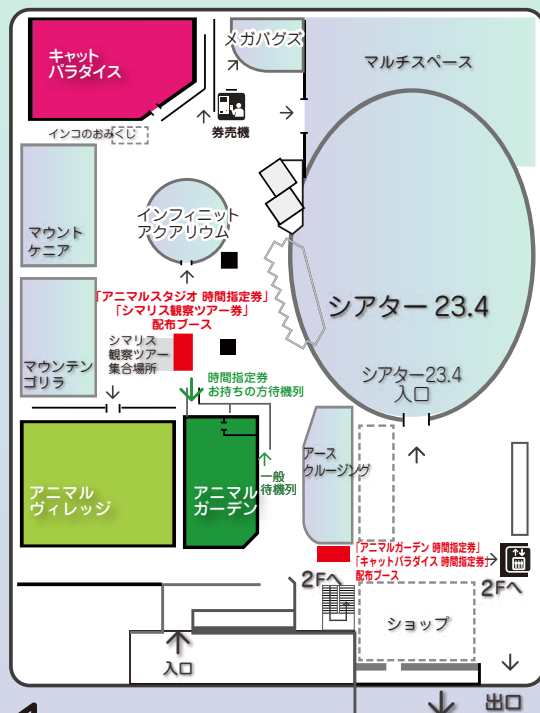 メガバグズ
キャット
パラダイス
マルチスペース
券売機
インコのおみくじ
マウント
ケニア
インフィニット
アクアリウム
「アニマルスタジオ 時間指定券」
「シマリス観察ツアー券」
配布ブース
シアター 23.4
シマリス
観察ツアー
集合場所
マウンテン
ゴリラ
時間指定券
お持ちの方待機列
シアター23.4
入口
アニマル
ヴィレッジ
アニマル
ガーデン
一般
待機列
アース
クルージング
「アニマルガーデン 時間指定券」
「キャットパラダイス 時間指定券」
配布ブース
2Fへ
2Fへ
ショップ
入口
出口